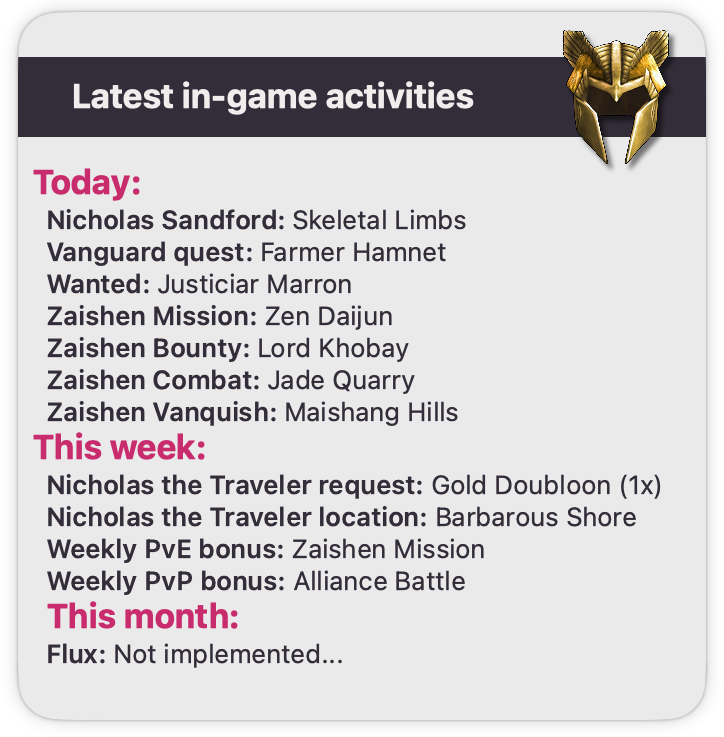 Latest in-game activities
Today:
Nicholas Sandford: Skeletal Limbs
Vanguard quest: Farmer Hamnet
Wanted: Justiciar Marron
Zaishen Mission: Zen Daijun
Zaishen Bounty: Lord Khobay
Zaishen Combat: Jade Quarry
Zaishen Vanquish: Maishang Hills
This week:
Nicholas the Traveler request: Gold Doubloon (1x)
Nicholas the Traveler location: Barbarous Shore
Weekly PvE bonus: Zaishen Mission
Weekly PvP bonus: Alliance Battle
This month:
Flux: Not implemented...